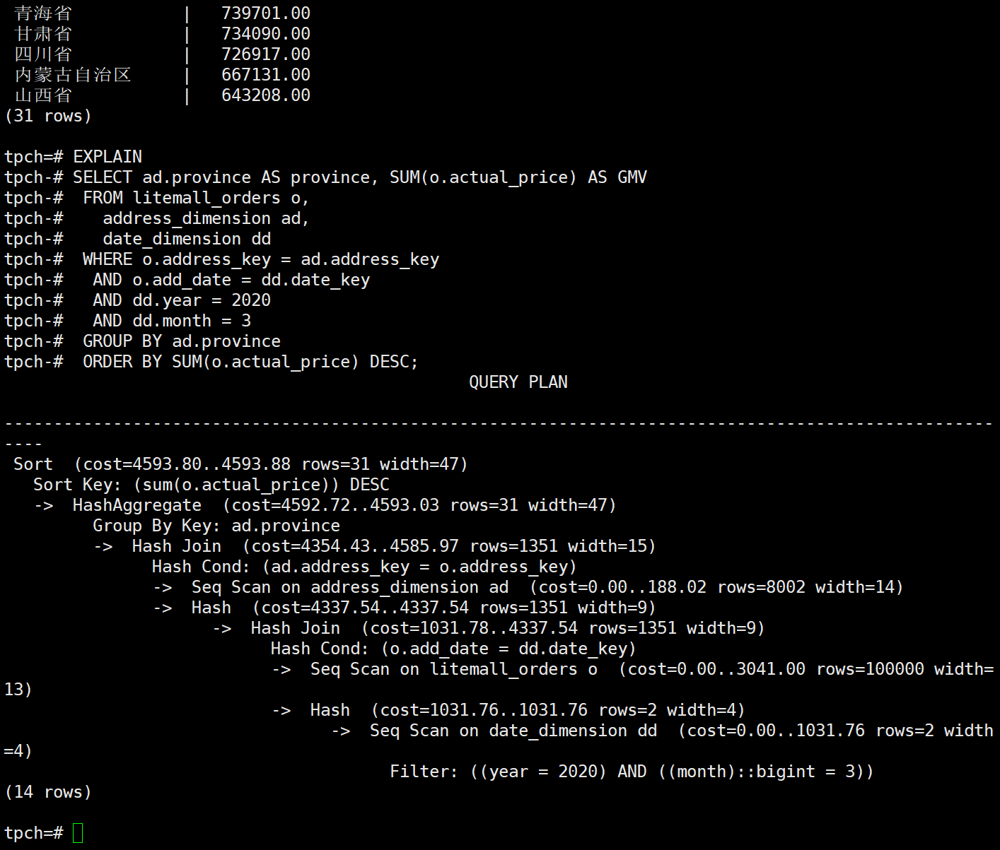 青海省           |   739701.00
甘肃省           |   734090.00
四川省           |   726917.00
内蒙古自治区     |   667131.00
山西省           |   643208.00
(31 rows)
tpch=# EXPLAIN
tpch-# SELECT ad.province AS province, SUM(o.actual_price) AS GMV
tpch-#  FROM litemall_orders o,
tpch-#    address_dimension ad,
tpch-#    date_dimension dd
tpch-#  WHERE o.address_key = ad.address_key
tpch-#   AND o.add_date = dd.date_key
tpch-#   AND dd.year = 2020
tpch-#   AND dd.month = 3
tpch-#  GROUP BY ad.province
tpch-#  ORDER BY SUM(o.actual_price) DESC;
QUERY PLAN
----------------------------------------------------------------------------------------------------
----
Sort  (cost=4593.80..4593.88 rows=31 width=47)
Sort Key: (sum(o.actual_price)) DESC
->  HashAggregate  (cost=4592.72..4593.03 rows=31 width=47)
Group By Key: ad.province
->  Hash Join  (cost=4354.43..4585.97 rows=1351 width=15)
Hash Cond: (ad.address_key = o.address_key)
->  Seq Scan on address_dimension ad  (cost=0.00..188.02 rows=8002 width=14)
->  Hash  (cost=4337.54..4337.54 rows=1351 width=9)
->  Hash Join  (cost=1031.78..4337.54 rows=1351 width=9)
Hash Cond: (o.add_date = dd.date_key)
->  Seq Scan on litemall_orders o  (cost=0.00..3041.00 rows=100000 width=
13)
->  Hash  (cost=1031.76..1031.76 rows=2 width=4)
->  Seq Scan on date_dimension dd  (cost=0.00..1031.76 rows=2 width
=4)
Filter: ((year = 2020) AND ((month)::bigint = 3))
(14 rows)
tpch=#